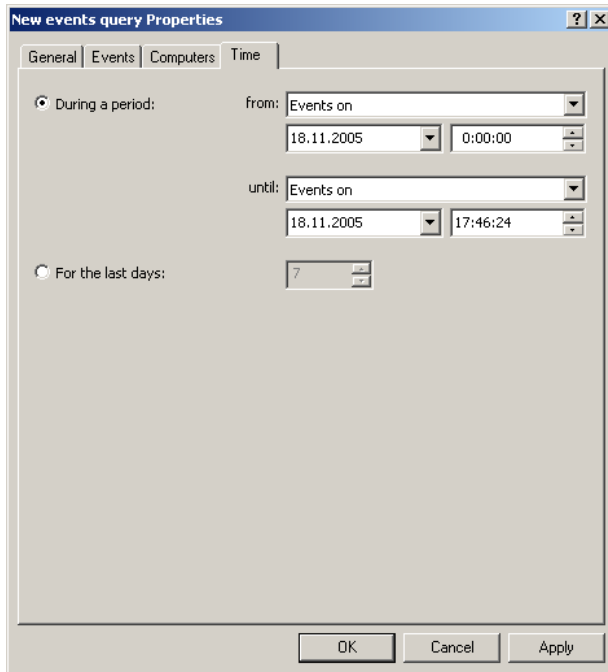 New events query Properties
General Events Computers Time
During a period: from: Events on
18.11.2005 0:00:00
until: Events on
18.11.2005 17:46:24
For the last days: 7
OK Cancel Apply